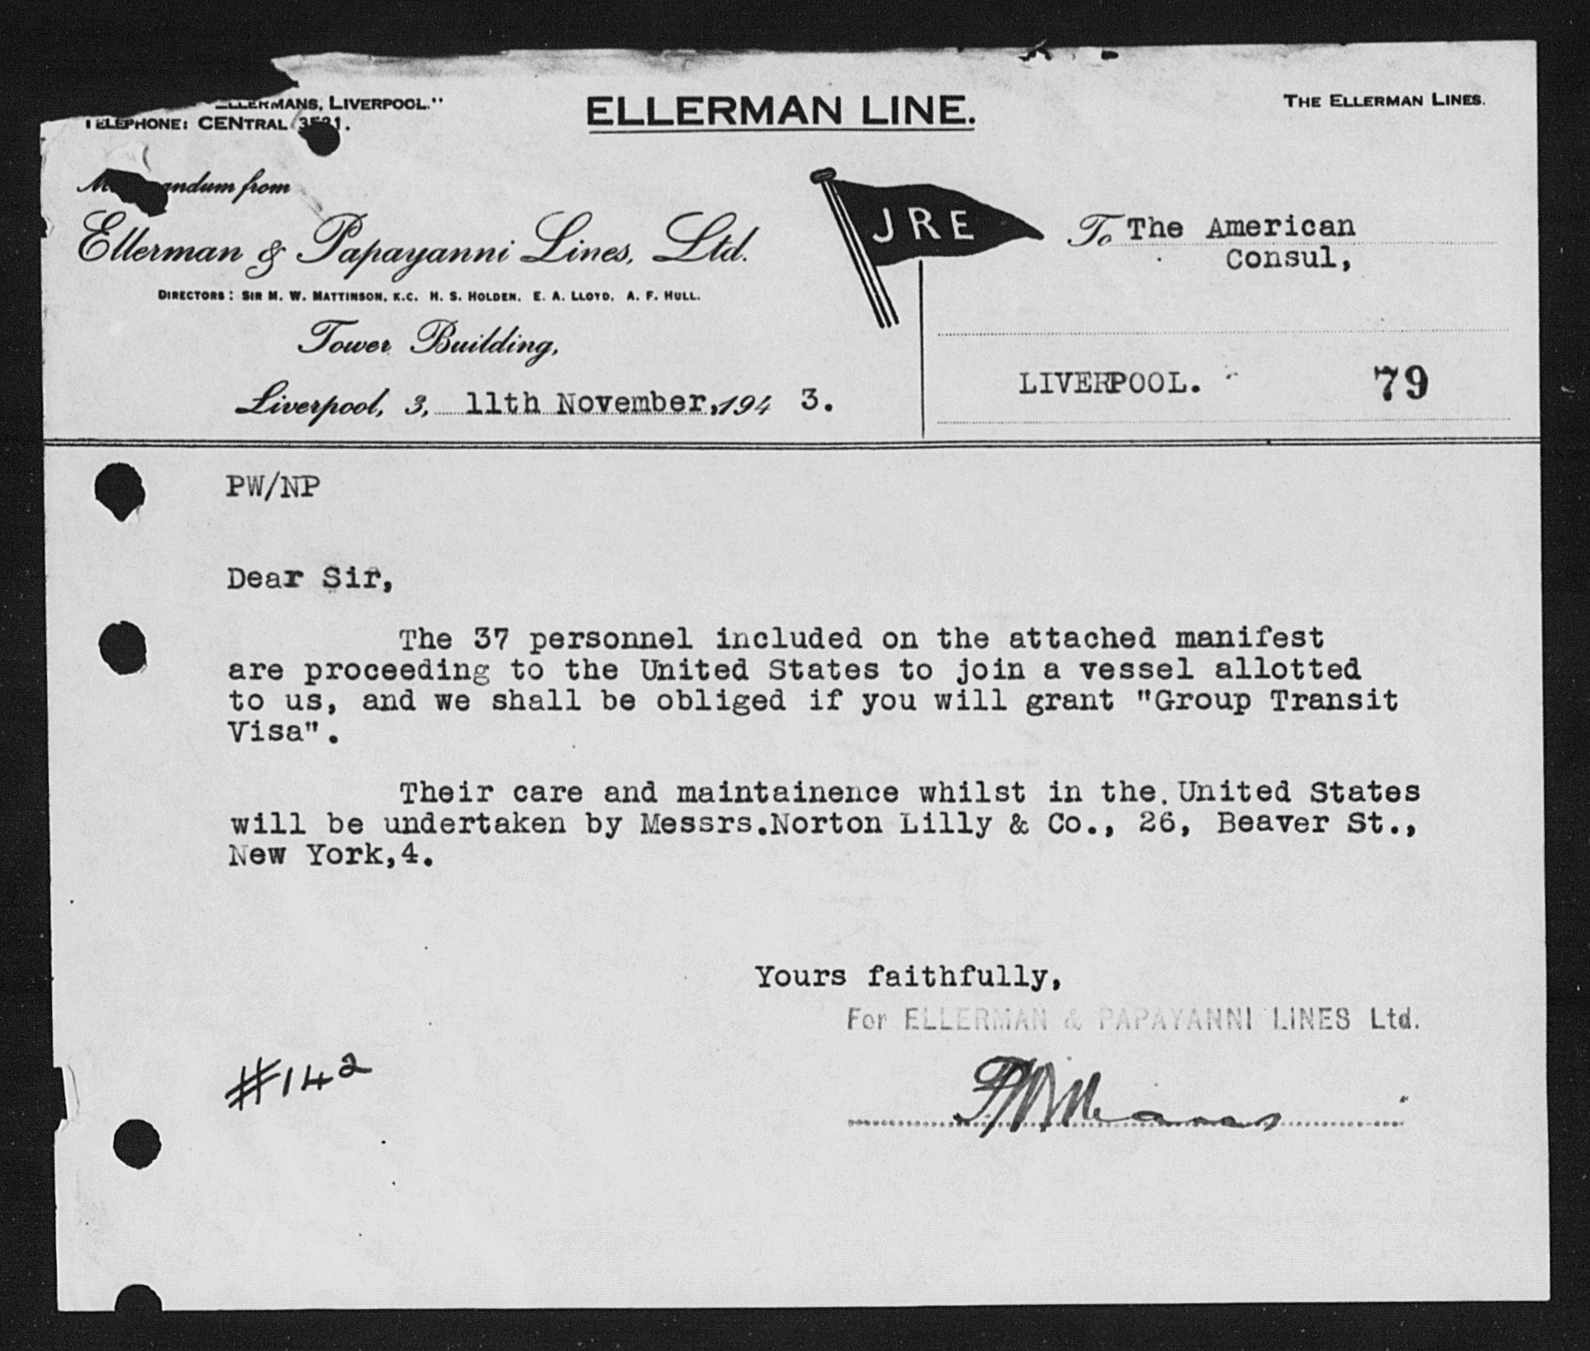 ELLERMANS, LIVERPOOL."
TELEPHONE: CENTRAL
ELLERMAN LINE.
THE ELLERMAN LINES.
Memorandum from
Ellerman & Papayanni Lines, Ltd.
DIRECTORS: SIR M. W. MATTINSON, K.C. H. S. HOLDEN. E. A. LLOYD. A. F. HULL.
Tower Building,
Liverpool, 3, 11th November, 194 3.
JRE
To The American
Consul,
LIVERPOOL.
79
PW/NP
Dear Sir,
The 37 personnel included on the attached manifest
are proceeding to the United States to join a vessel allotted
to us, and we shall be obliged if you will grant "Group Transit
Visa".
Their care and maintainence whilst in the. United States
will be undertaken by Messrs.Norton Lilly & Co., 26, Beaver St.,
New York,4.
Yours faithfully,
For ELLERMAN & PAPAYANNI LINES Ltd.
#142